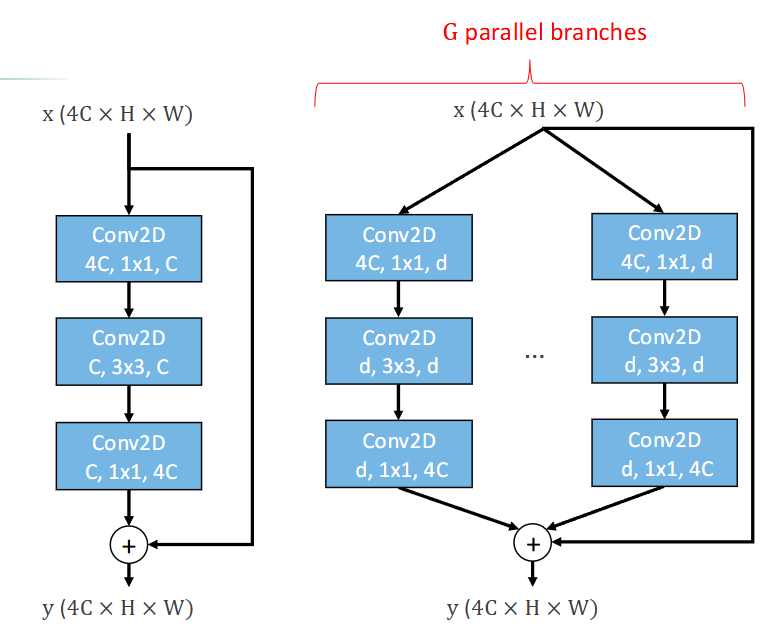 G parallel branches
x (4C × H × W)
Conv2D
4C, 1x1, C
Conv2D
C, 3x3, C
Conv2D
C, 1x1, 4C
+
y (4C × H × W)
x (4C × H × W)
Conv2D
4C, 1x1, d
Conv2D
d, 3x3, d
Conv2D
d, 1x1, 4C
...
Conv2D
4C, 1x1, d
Conv2D
d, 3x3, d
Conv2D
d, 1x1, 4C
+
y (4C × H × W)